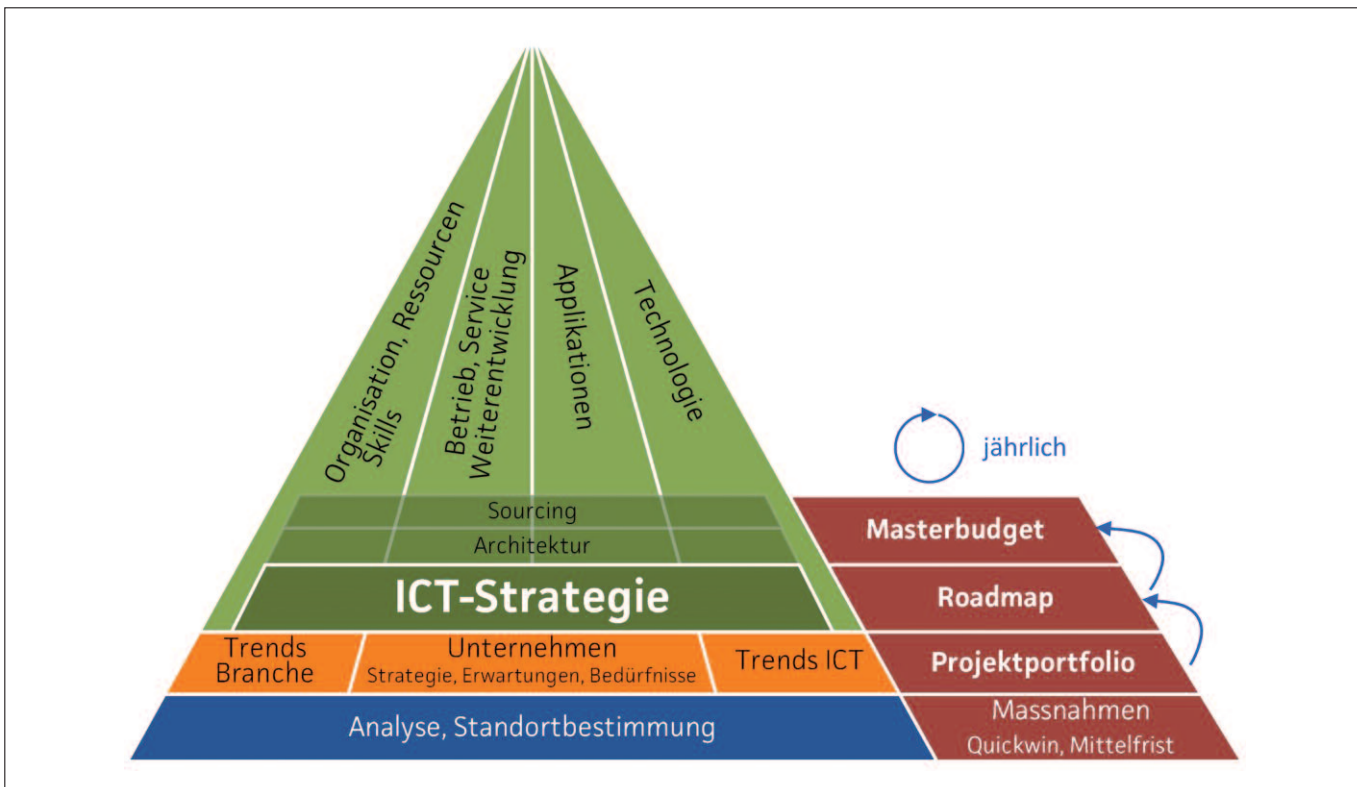 Organisation, Ressourcen
Skills
Betrieb, Service
Weiterentwicklung
Applikationen
Technologie
jährlich
Sourcing
Architektur
ICT-Strategie
Masterbudget
Roadmap
Trends
Branche
Unternehmen
Strategie, Erwartungen, Bedürfnisse
Trends ICT
Projektportfolio
Analyse, Standortbestimmung
Massnahmen
Quickwin, Mittelfrist